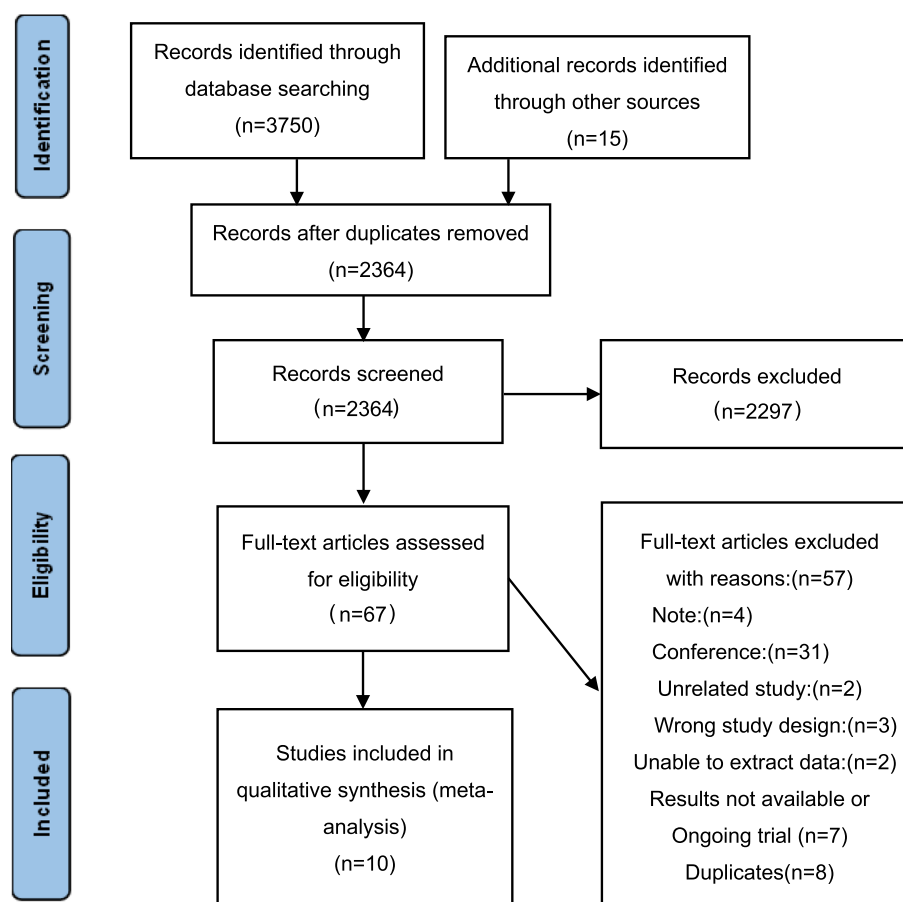 Identification
Records identified through
database searching
(n=3750)
Additional records identified
through other sources
(n=15)
Records after duplicates removed
(n=2364)
Screening
Records screened
(n=2364)
Records excluded
(n=2297)
Eligibility
Full-text articles assessed
for eligibility
(n=67)
Full-text articles excluded
with reasons:(n=57)
Note:(n=4)
Conference:(n=31)
Unrelated study:(n=2)
Wrong study design:(n=3)
Unable to extract data:(n=2)
Results not available or
Ongoing trial (n=7)
Duplicates(n=8)
Included
Studies included in
qualitative synthesis (meta-
analysis)
(n=10)